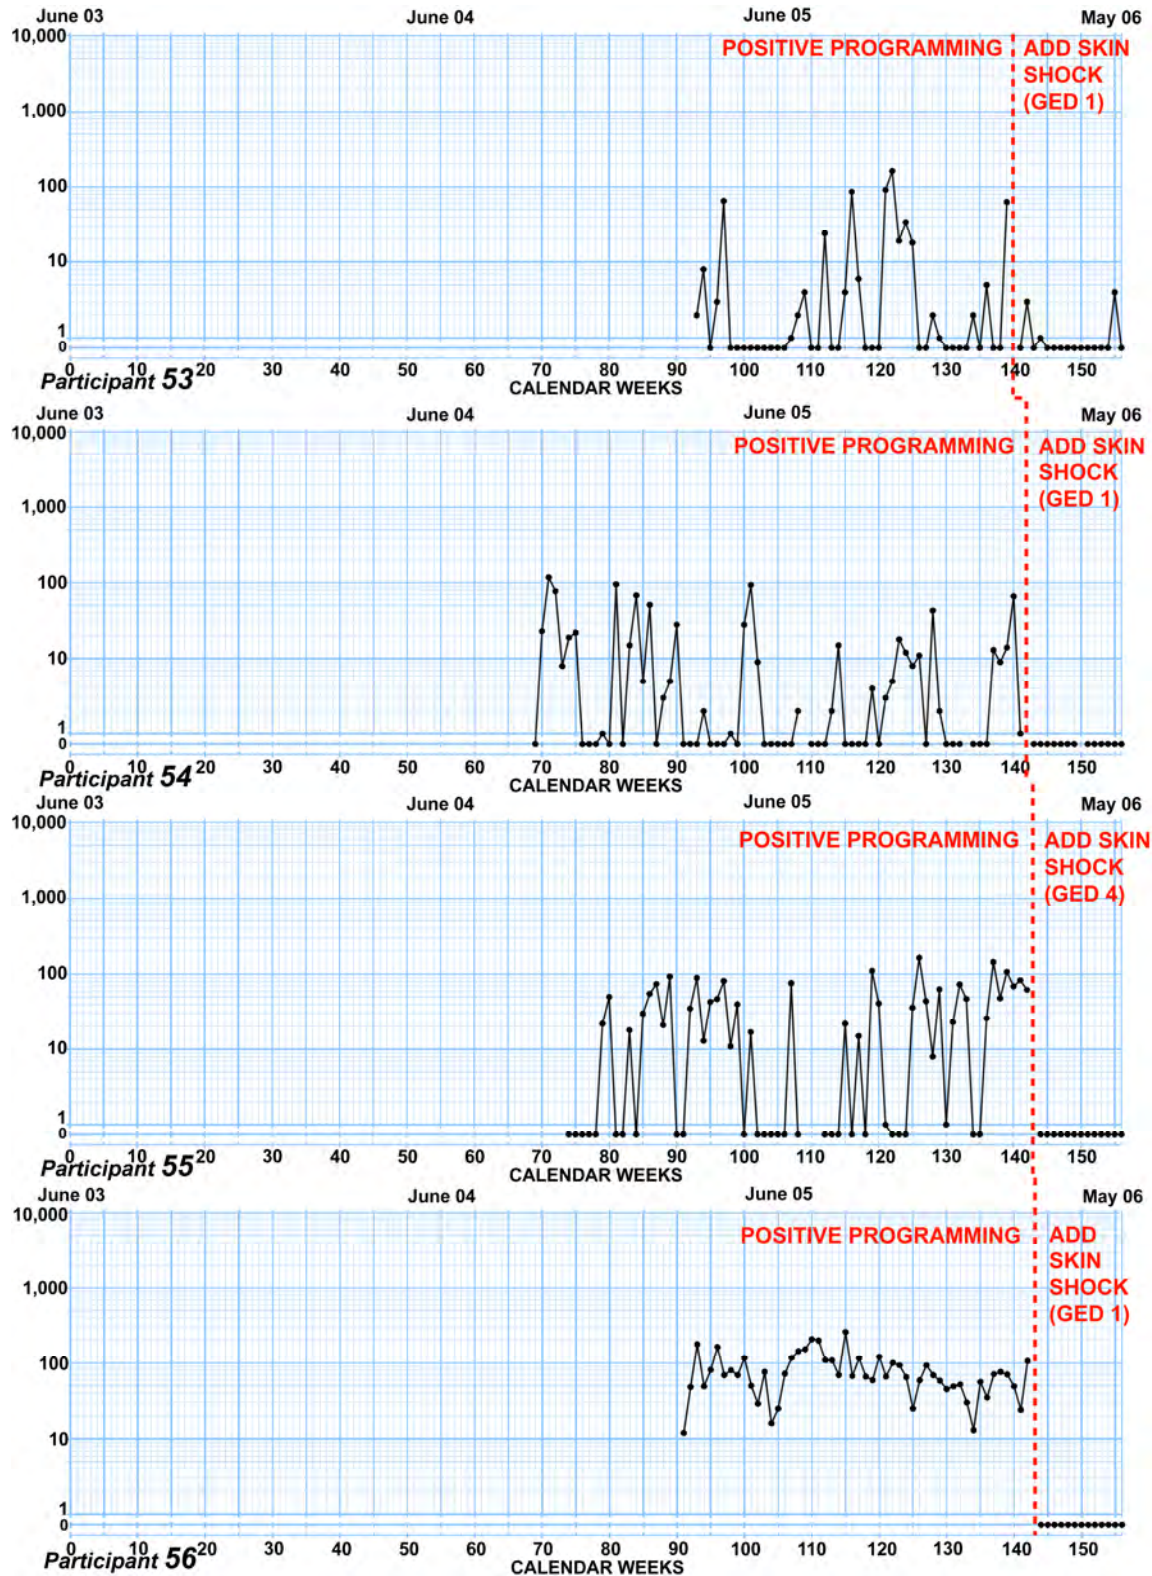 June 03 June 04 June 05 May 06
10,000
POSITIVE PROGRAMMING ADD SKIN
SHOCK
(GED 1)
1,000
100
10
1
0
0 10 20 30 40 50 60 70 80 90 100 110 120 130 140 150
Participant 53 CALENDAR WEEKS
June 03 June 04 June 05 May 06
10,000
POSITIVE PROGRAMMING ADD SKIN
SHOCK
(GED 1)
1,000
100
10
1
0
0 10 20 30 40 50 60 70 80 90 100 110 120 130 140 150
Participant 54 CALENDAR WEEKS
June 03 June 04 June 05 May 06
10,000
POSITIVE PROGRAMMING ADD SKIN
SHOCK
(GED 4)
1,000
100
10
1
0
0 10 20 30 40 50 60 70 80 90 100 110 120 130 140 150
Participant 55 CALENDAR WEEKS
June 03 June 04 June 05 May 06
10,000
POSITIVE PROGRAMMING ADD
SKIN
SHOCK
(GED 1)
1,000
100
10
1
0
0 10 20 30 40 50 60 70 80 90 100 110 120 130 140 150
Participant 56 CALENDAR WEEKS